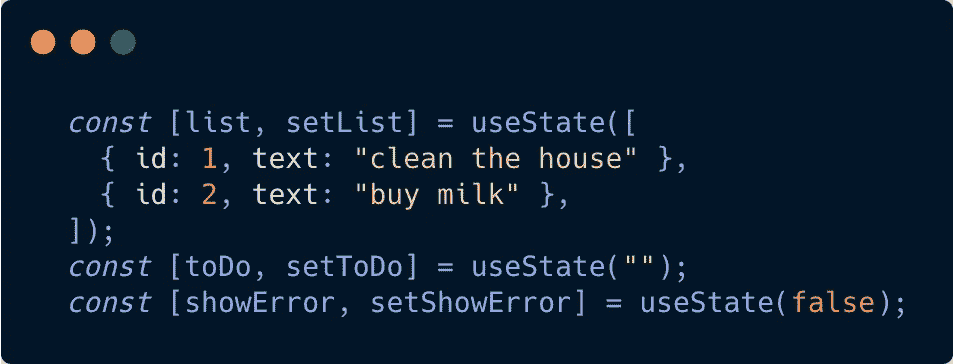 const [list, setList] = useState([
  { id: 1, text: "clean the house" },
  { id: 2, text: "buy milk" },
]);
const [toDo, setToDo] = useState("");
const [showError, setShowError] = useState(false);